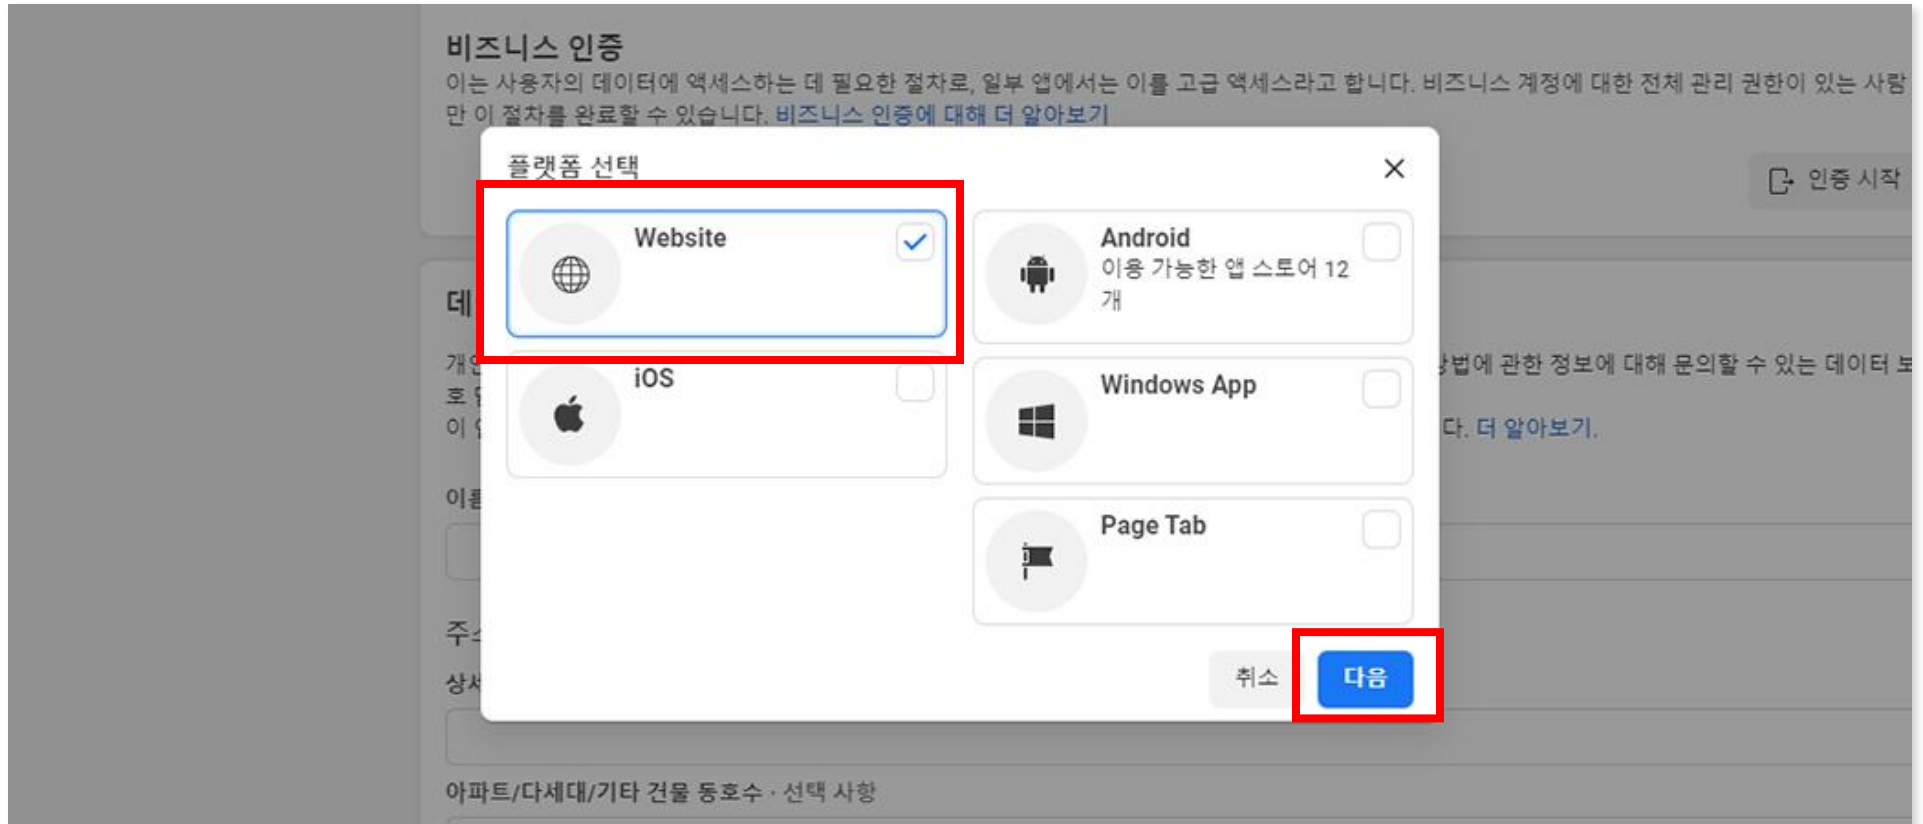 비즈니스 인증
이는 사용자의 데이터에 액세스하는 데 필요한 절차로, 일부 앱에서는 이를 고급 액세스라고 합니다. 비즈니스 계정에 대한 전체 관리 권한이 있는 사람
만 이 절차를 완료할 수 있습니다. 비즈니스 인증에 대해 더 알아보기
인증 시작
플랫폼 선택
Website
Android
이용 가능한 앱 스토어 12
개
iOS
Windows App
Page Tab
취소
다음
데
관한 정보에 대해 문의할 수 있는 데이터 보
호
이
다. 더 알아보기.
상세
아파트/다세대/기타 건물 동호수 · 선택 사항